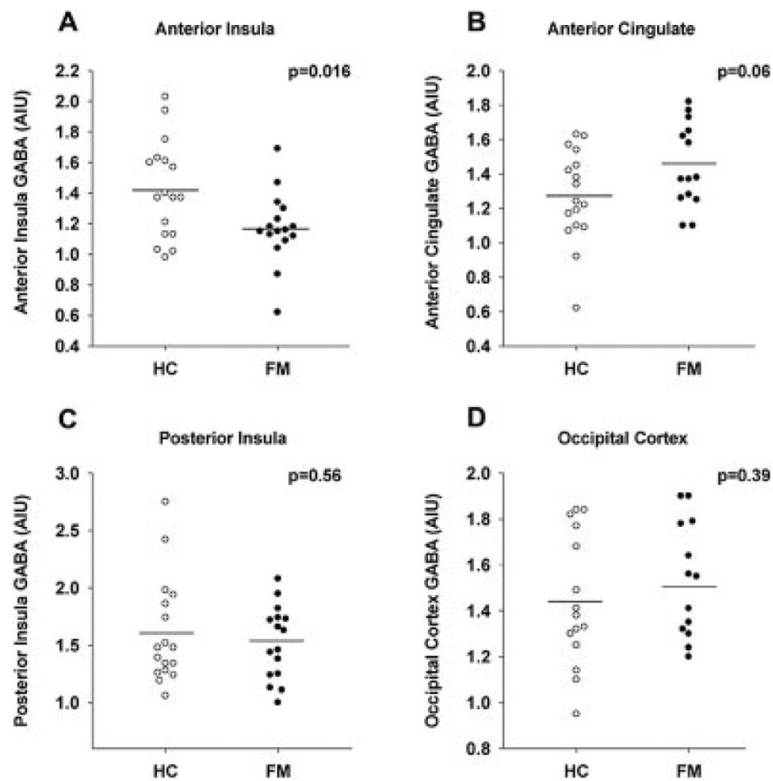 A
Anterior Insula
p=0.016
Anterior Insula GABA (AIU)
2.2
2.0
1.8
1.6
1.4
1.2
1.0
0.8
0.6
0.4
HC FM
B
Anterior Cingulate
p=0.06
Anterior Cingulate GABA (AIU)
2.0
1.8
1.6
1.4
1.2
1.0
0.8
0.6
0.4
HC FM
C
Posterior Insula
p=0.56
Posterior Insula GABA (AIU)
3.0
2.5
2.0
1.5
1.0
HC FM
D
Occipital Cortex
p=0.39
Occipital Cortex GABA (AIU)
2.0
1.8
1.6
1.4
1.2
1.0
0.8
HC FM